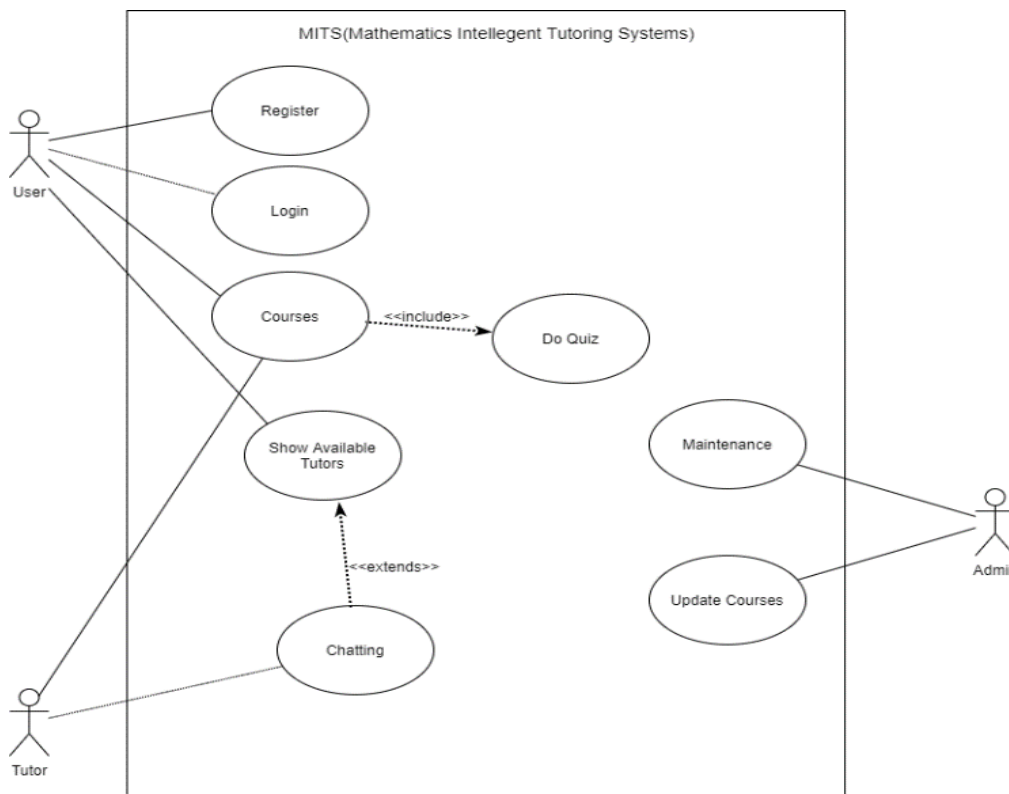 MITS(Mathematics Intellegent Tutoring Systems)
Register
User
Login
Courses
<<include>>
Do Quiz
Show Available
Tutors
Maintenance
<<extends>>
Admi
Update Courses
Chatting
Tutor